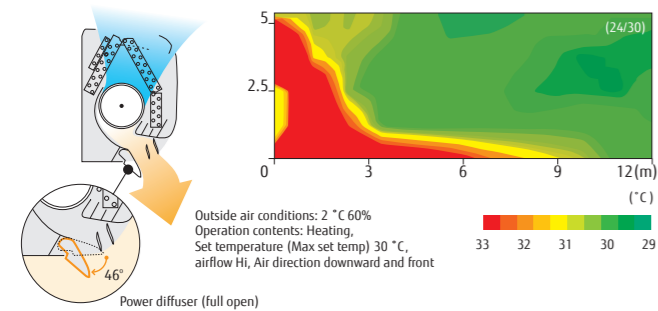 5
(24/30)
2.5
0
0
3
6
9
12(m)
(˚C)
33
32
31
30
29
Outside air conditions: 2 ˚C 60%
Operation contents: Heating,
Set temperature (Max set temp) 30 ˚C,
airflow Hi, Air direction downward and front
46°
Power diffuser (full open)